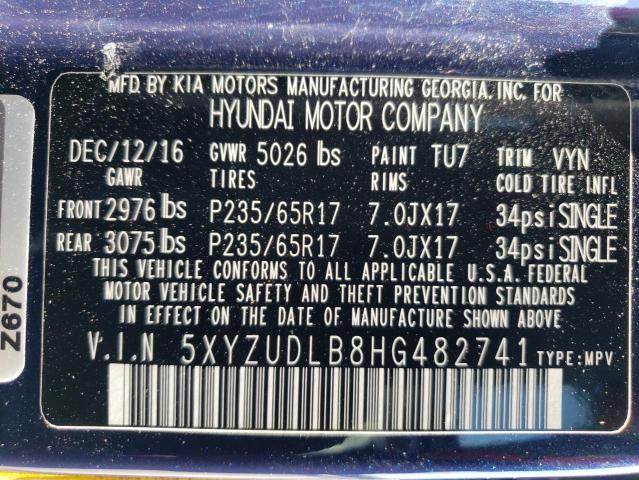 MFD. BY KIA MOTORS MANUFACTURING GEORGIA, INC. FOR
HYUNDAI MOTOR COMPANY
DEC/12/16 GVWR 5026 lbs PAINT TU7 TRIM VYN
GAWR TIRES RIMS COLD TIRE INFL
FRONT 2976 lbs P235/65R17 7.0JX17 34psi SINGLE
REAR 3075 lbs P235/65R17 7.0JX17 34psi SINGLE
THIS VEHICLE CONFORMS TO ALL APPLICABLE U.S.A. FEDERAL
MOTOR VEHICLE SAFETY AND THEFT PREVENTION STANDARDS
IN EFFECT ON THE DATE OF MANUFACTURE SHOWN ABOVE.
V.I.N 5XYZUDLB8HG482741 TYPE:MPV
Z670